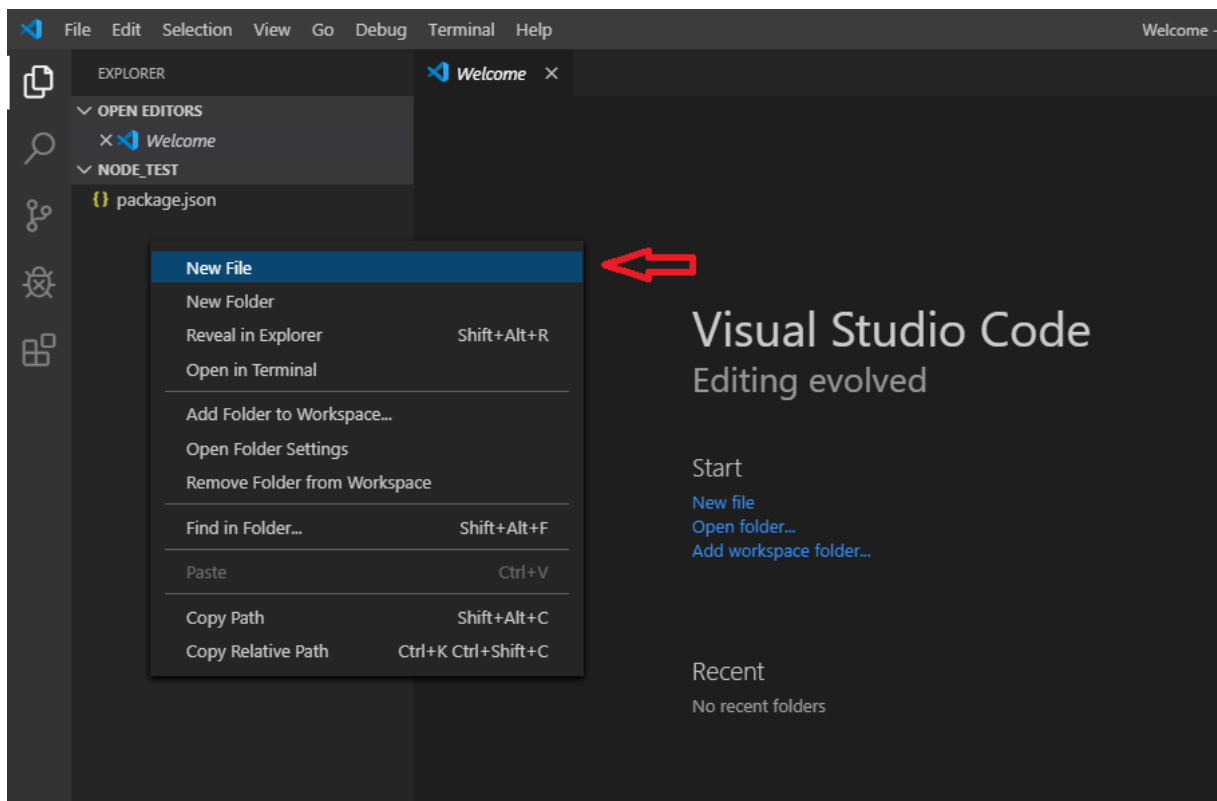 File Edit Selection View Go Debug Terminal Help
Welcome -
EXPLORER
Welcome
OPEN EDITORS
Welcome
NODE_TEST
{} package.json
New File
New Folder
Reveal in Explorer Shift+Alt+R
Open in Terminal
Add Folder to Workspace...
Open Folder Settings
Remove Folder from Workspace
Find in Folder... Shift+Alt+F
Paste Ctrl+V
Copy Path Shift+Alt+C
Copy Relative Path Ctrl+K Ctrl+Shift+C
Visual Studio Code
Editing evolved
Start
New file
Open folder...
Add workspace folder...
Recent
No recent folders